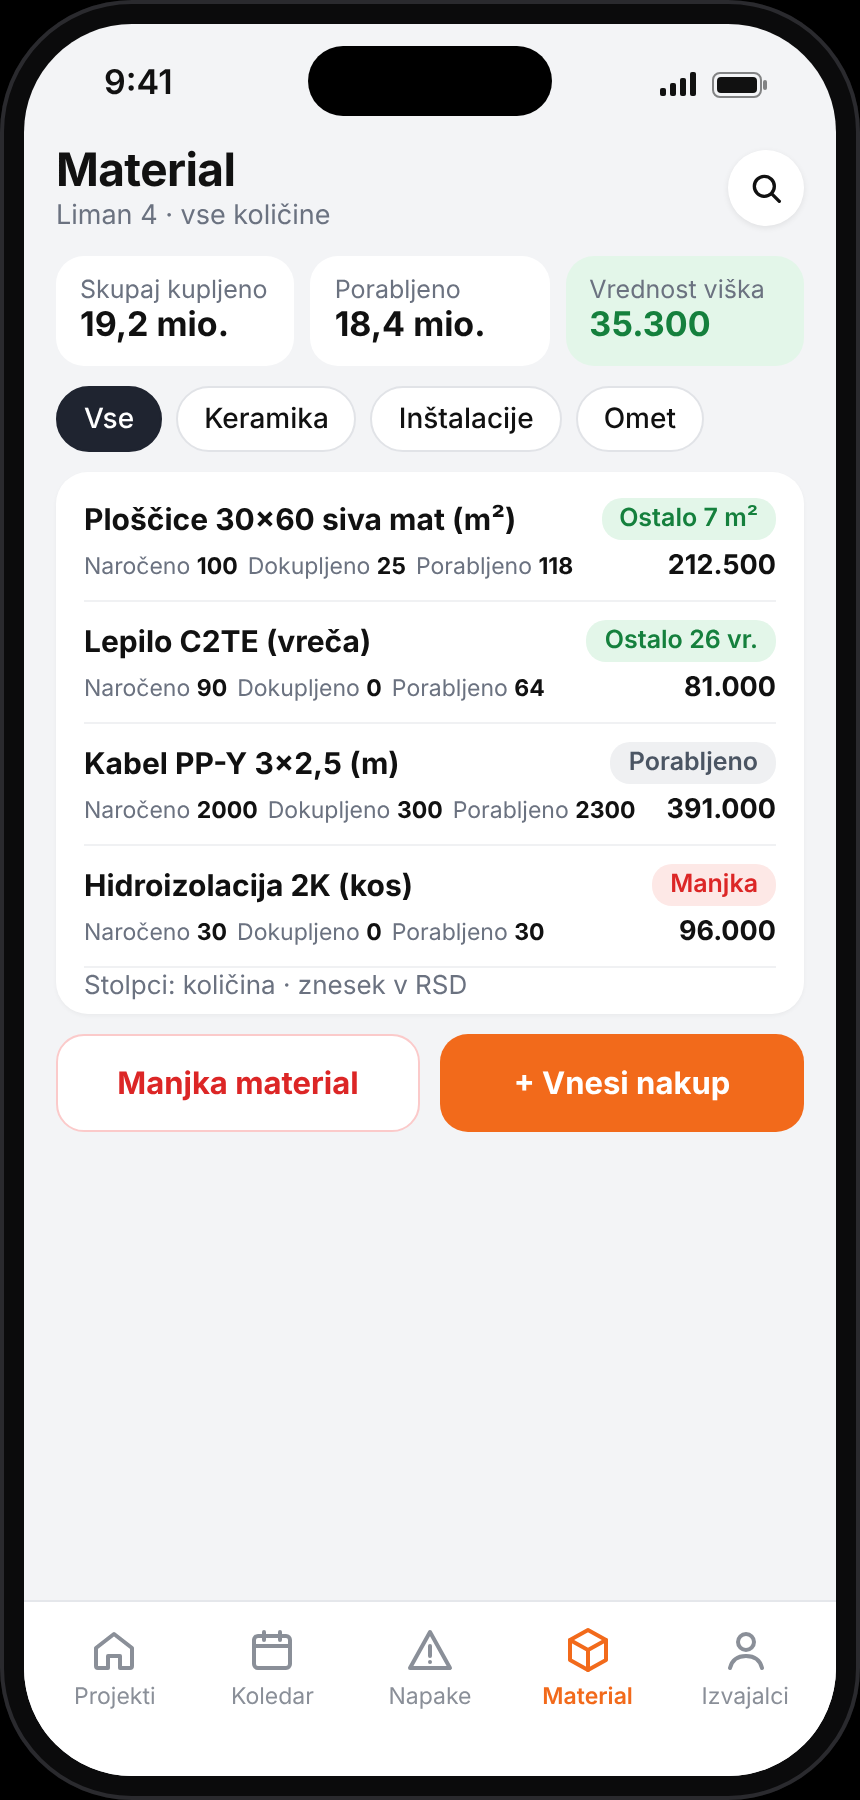 9:41
Material
Liman 4 · vse količine
Skupaj kupljeno
19,2 mio.
Porabljeno
18,4 mio.
Vrednost viška
35.300
Vse
Keramika
Inštalacije
Omet
Ploščice 30×60 siva mat (m²)
Ostalo 7 m²
Naročeno 100 Dokupljeno 25 Porabljeno 118
212.500
Lepilo C2TE (vreča)
Ostalo 26 vr.
Naročeno 90 Dokupljeno 0 Porabljeno 64
81.000
Kabel PP-Y 3×2,5 (m)
Porabljeno
Naročeno 2000 Dokupljeno 300 Porabljeno 2300
391.000
Hidroizolacija 2K (kos)
Manjka
Naročeno 30 Dokupljeno 0 Porabljeno 30
96.000
Stolpci: količina · znesek v RSD
Manjka material
+ Vnesi nakup
Projekti
Koledar
Napake
Material
Izvajalci